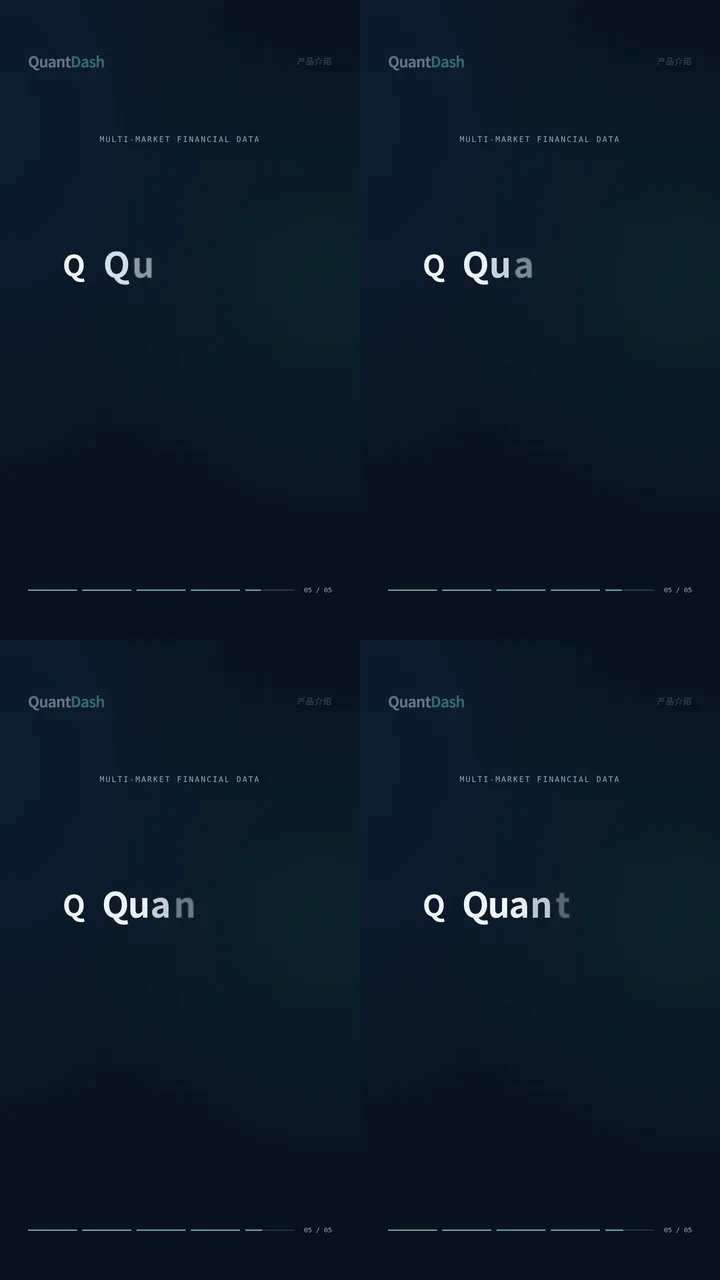 QuantDash 产品介绍
MULTI-MARKET FINANCIAL DATA
Q Qu
05 / 05
QuantDash 产品介绍
MULTI-MARKET FINANCIAL DATA
Q Qua
05 / 05
QuantDash 产品介绍
MULTI-MARKET FINANCIAL DATA
Q Quan
05 / 05
QuantDash 产品介绍
MULTI-MARKET FINANCIAL DATA
Q Quant
05 / 05